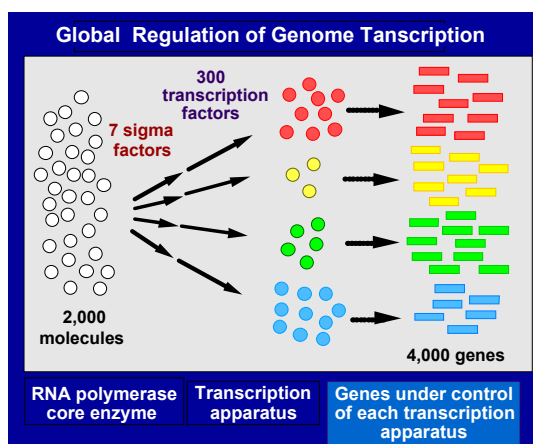 Global Regulation of Genome Tanscription
300
transcription
factors
7 sigma
factors
2,000
molecules
4,000 genes
RNA polymerase
core enzyme
Transcription
apparatus
Genes under control
of each transcription
apparatus